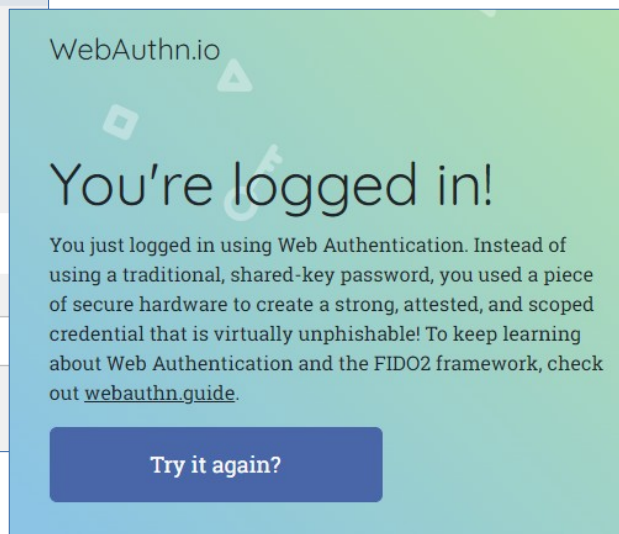 WebAuthn.io
You're logged in!
You just logged in using Web Authentication. Instead of
using a traditional, shared-key password, you used a piece
of secure hardware to create a strong, attested, and scoped
credential that is virtually unphishable! To keep learning
about Web Authentication and the FIDO2 framework, check
out webauthn.guide.
Try it again?